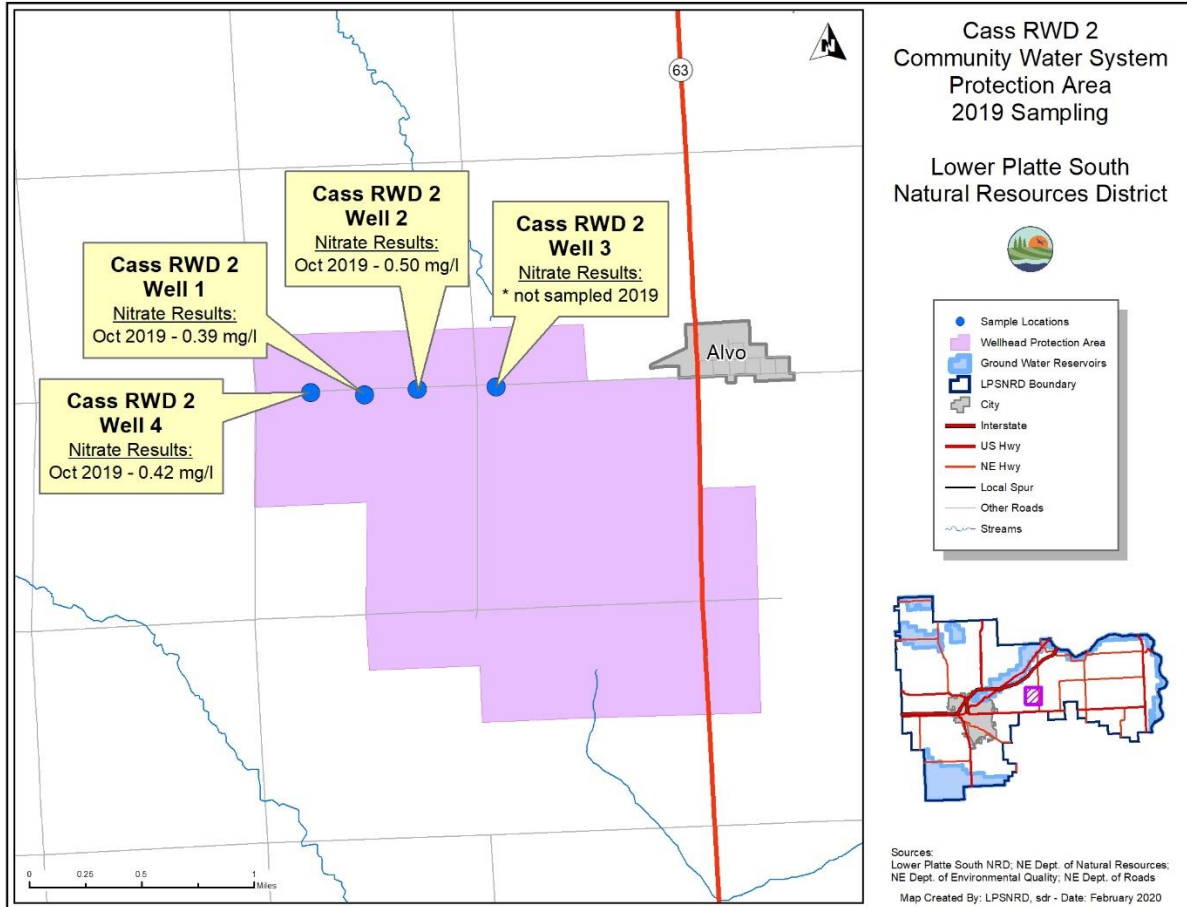 Cass RWD 2
Community Water System
Protection Area
2019 Sampling
Lower Platte South
Natural Resources District
N
63
Cass RWD 2
Well 2
Nitrate Results:
Oct 2019 - 0.50 mg/l
Cass RWD 2
Well 3
Nitrate Results:
* not sampled 2019
Cass RWD 2
Well 1
Nitrate Results:
Oct 2019 - 0.39 mg/l
Cass RWD 2
Well 4
Nitrate Results:
Oct 2019 - 0.42 mg/l
Alvo
Sample Locations
Wellhead Protection Area
Ground Water Reservoirs
LPSNRD Boundary
City
Interstate
US Hwy
NE Hwy
Local Spur
Other Roads
Streams
0 0.25 0.5 1
Miles
Sources:
Lower Platte South NRD; NE Dept. of Natural Resources;
NE Dept. of Environmental Quality; NE Dept. of Roads
Map Created By: LPSNRD, sdr - Date: February 2020